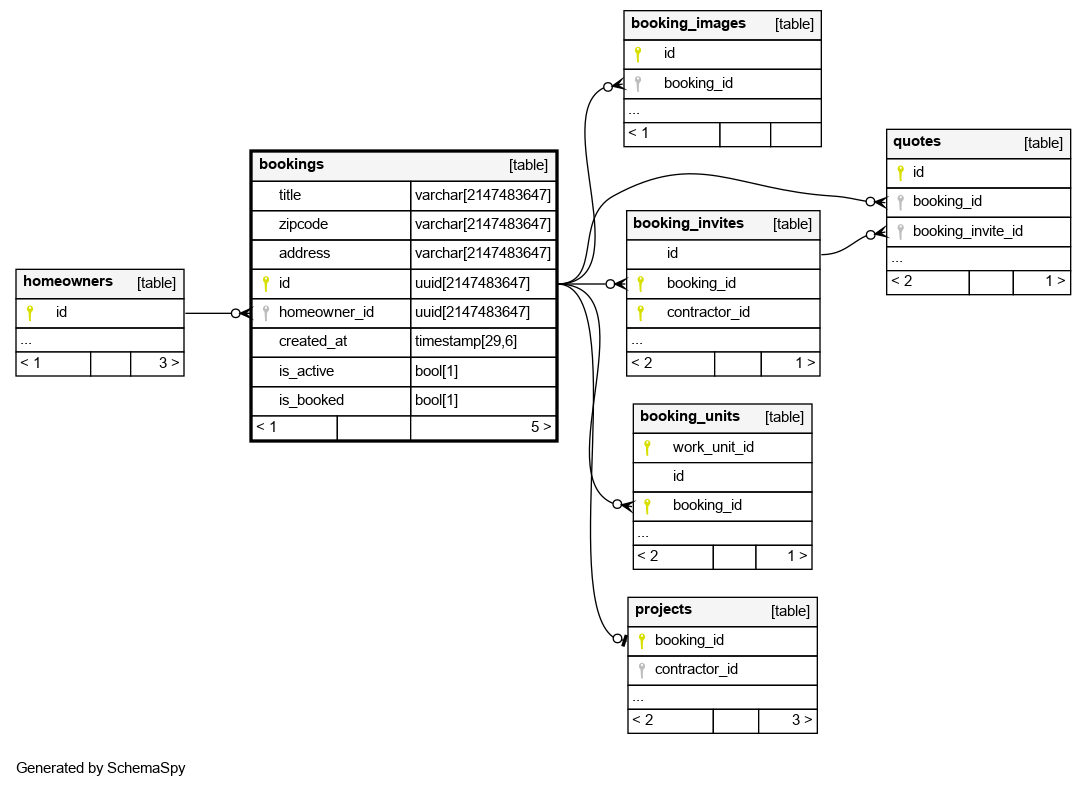 booking_images [table]
id
booking_id
...
< 1
quotes [table]
id
booking_id
booking_invite_id
...
< 2 1 >
bookings [table]
title varchar[2147483647]
zipcode varchar[2147483647]
address varchar[2147483647]
id uuid[2147483647]
homeowner_id uuid[2147483647]
created_at timestamp[29,6]
is_active bool[1]
is_booked bool[1]
< 1 5 >
booking_invites [table]
id
booking_id
contractor_id
...
< 2 1 >
homeowners [table]
id
...
< 1 3 >
booking_units [table]
work_unit_id
id
booking_id
...
< 2 1 >
projects [table]
booking_id
contractor_id
...
< 2 3 >
Generated by SchemaSpy